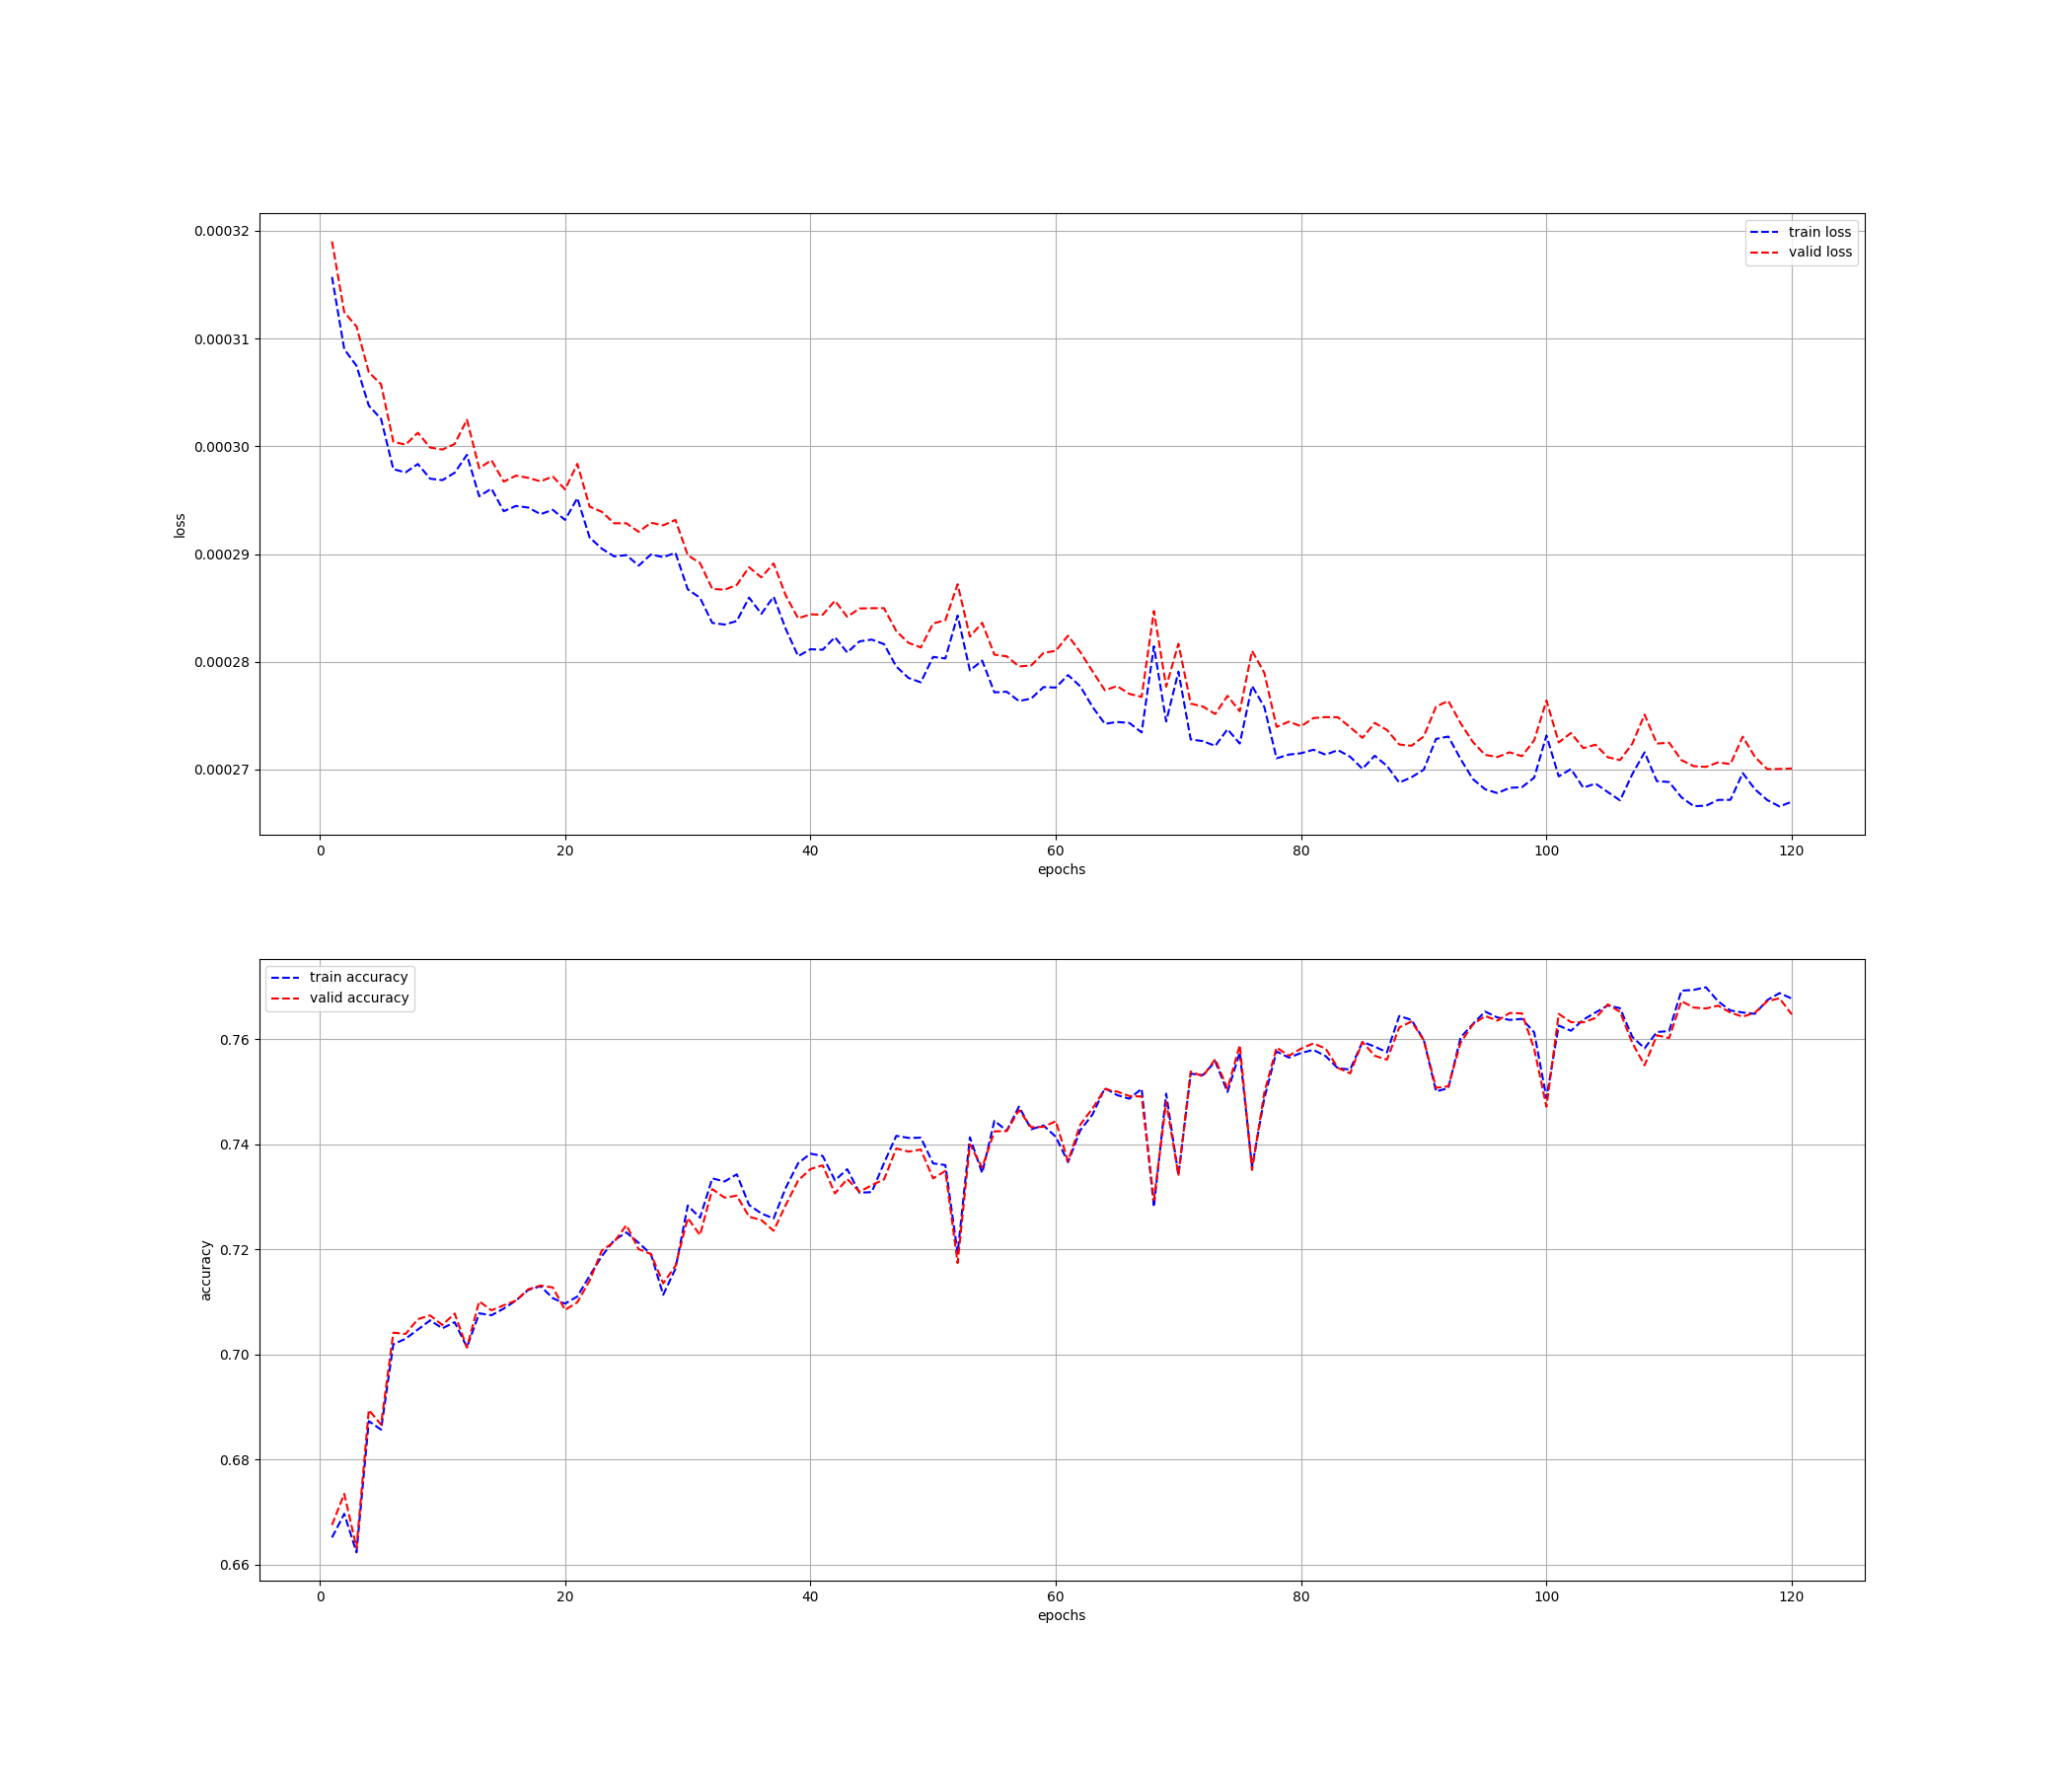 train loss
valid loss
0.00032
0.00031
0.00030
0.00029
0.00028
0.00027
loss
0 20 40 60 80 100 120
epochs
train accuracy
valid accuracy
0.76
0.74
0.72
0.70
0.68
0.66
accuracy
0 20 40 60 80 100 120
epochs